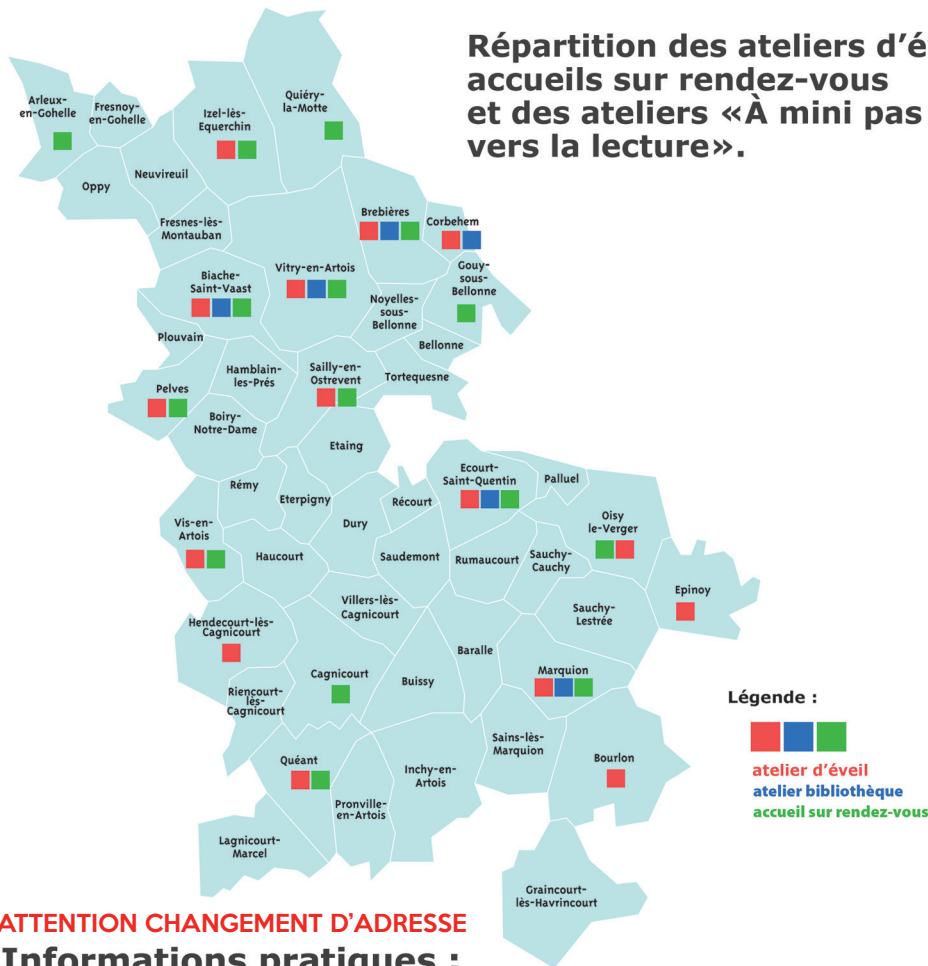 Répartition des ateliers d'é
accueils sur rendez-vous
et des ateliers «À mini pas
vers la lecture».
Arleux-
en-Gohelle
Fresnoy-
en-Gohelle
Izel-lès-
Equerchin
Quiéry-
la-Motte
Oppy
Neuvireuil
Fresnes-lès-
Montauban
Brebières
Corbehem
Biache-
Saint-Vaast
Vitry-en-Artois
Gouy-
sous-
Bellonne
Noyelles-
sous-
Bellonne
Plouvain
Bellonne
Hamblain-
les-Prés
Sailly-en-
Ostrevent
Tortequesne
Pelves
Boiry-
Notre-Dame
Etaing
Ecourt-
Saint-Quentin
Palluel
Rémy
Eterpigny
Récourt
Oisy
le-Verger
Vis-en-
Artois
Dury
Haucourt
Saudemont
Rumaucourt
Sauchy-
Cauchy
Epinoy
Villers-lès-
Cagnicourt
Sauchy-
Lestrée
Hendecourt-lès-
Cagnicourt
Baralle
Cagnicourt
Buissy
Marquion
Riencourt-
lès-
Cagnicourt
Sains-lès-
Marquion
Bourlon
Quéant
Inchy-en-
Artois
Pronville-
en-Artois
Lagnicourt-
Marcel
Graincourt-
lès-Havrincourt
Légende :
atelier d'éveil
atelier bibliothèque
accueil sur rendez-vous
ATTENTION CHANGEMENT D'ADRESSE
Informations pratiques :